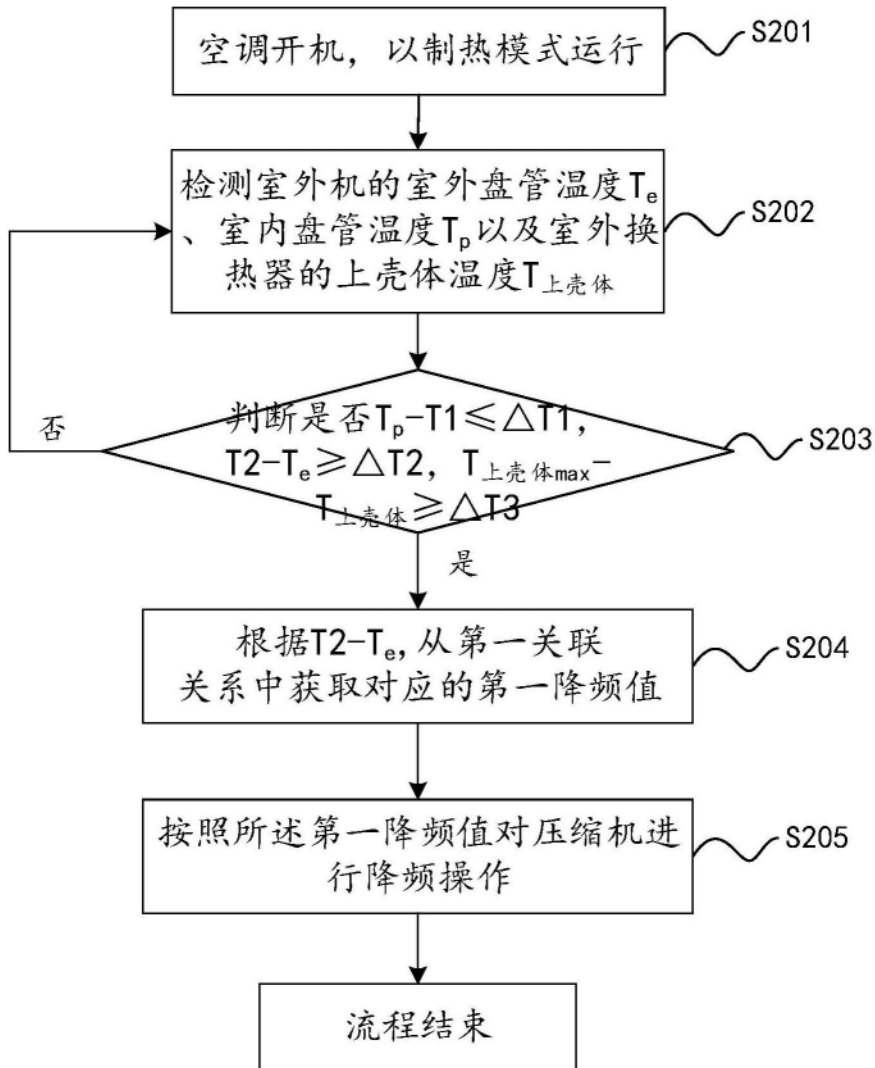 空调开机，以制热模式运行
S201
检测室外机的室外盘管温度Te
、室内盘管温度Tp以及室外换
热器的上壳体温度T上壳体
S202
判断是否Tp-T1≤△T1，
T2-Te≥△T2，T上壳体max-
T上壳体≥△T3
S203
否
是
根据T2-Te,从第一关联
关系中获取对应的第一降频值
S204
按照所述第一降频值对压缩机进
行降频操作
S205
流程结束